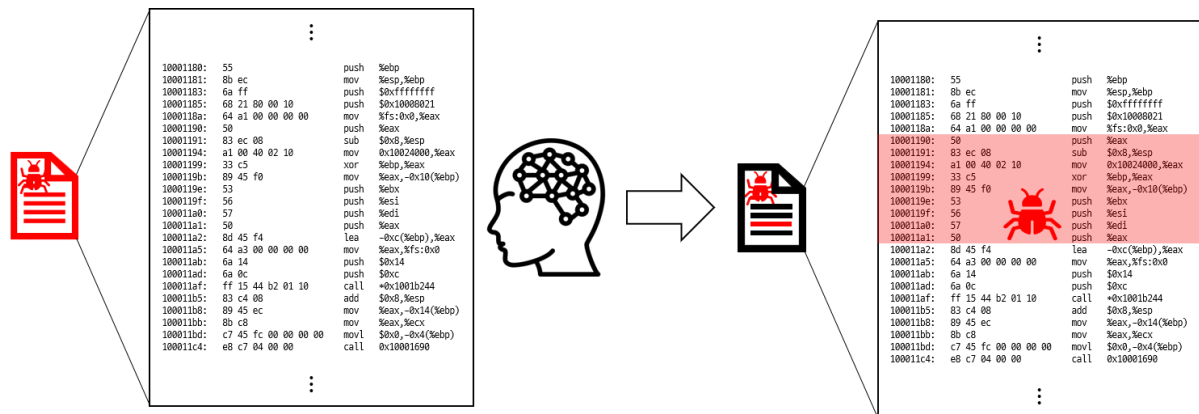 10001180: 55 push %ebp
10001181: 8b ec mov %esp,%ebp
10001183: 6a ff push $0xffffffff
10001185: 68 21 80 00 10 push $0x10008021
1000118a: 64 a1 00 00 00 00 mov %fs:0x0,%eax
10001190: 50 push %eax
10001191: 83 ec 08 sub $0x8,%esp
10001194: a1 00 40 02 10 mov 0x10024000,%eax
10001199: 33 c5 xor %ebp,%eax
1000119b: 89 45 f0 mov %eax,-0x10(%ebp)
1000119e: 53 push %ebx
1000119f: 56 push %esi
100011a0: 57 push %edi
100011a1: 50 push %eax
100011a2: 8d 45 f4 lea -0xc(%ebp),%eax
100011a5: 64 a3 00 00 00 00 mov %eax,%fs:0x0
100011ab: 6a 14 push $0x14
100011ad: 6a 0c push $0xc
100011af: ff 15 44 b2 01 10 call *0x1001b244
100011b5: 83 c4 08 add $0x8,%esp
100011b8: 89 45 ec mov %eax,-0x14(%ebp)
100011bb: 8b c8 mov %eax,%ecx
100011bd: c7 45 fc 00 00 00 00 movl $0x0,-0x4(%ebp)
100011c4: e8 c7 04 00 00 call 0x10001690
10001180: 55 push %ebp
10001181: 8b ec mov %esp,%ebp
10001183: 6a ff push $0xffffffff
10001185: 68 21 80 00 10 push $0x10008021
1000118a: 64 a1 00 00 00 00 mov %fs:0x0,%eax
10001190: 50 push %eax
10001191: 83 ec 08 sub $0x8,%esp
10001194: a1 00 40 02 10 mov 0x10024000,%eax
10001199: 33 c5 xor %ebp,%eax
1000119b: 89 45 f0 mov %eax,-0x10(%ebp)
1000119e: 53 push %ebx
1000119f: 56 push %esi
100011a0: 57 push %edi
100011a1: 50 push %eax
100011a2: 8d 45 f4 lea -0xc(%ebp),%eax
100011a5: 64 a3 00 00 00 00 mov %eax,%fs:0x0
100011ab: 6a 14 push $0x14
100011ad: 6a 0c push $0xc
100011af: ff 15 44 b2 01 10 call *0x1001b244
100011b5: 83 c4 08 add $0x8,%esp
100011b8: 89 45 ec mov %eax,-0x14(%ebp)
100011bb: 8b c8 mov %eax,%ecx
100011bd: c7 45 fc 00 00 00 00 movl $0x0,-0x4(%ebp)
100011c4: e8 c7 04 00 00 call 0x10001690